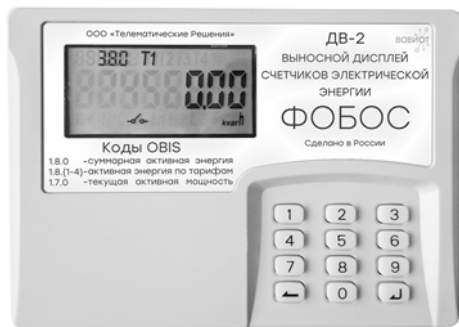 ООО «Телематические Решения»
3.8.0 T1
0.00
kvarh
Коды OBIS
1.8.0 -суммарная активная энергия
1.8.(1-4)-активная энергия по тарифам
1.7.0 -текущая активная мощность
ДВ-2
ВАВИОТ
ВЫНОСНОЙ ДИСПЛЕЙ
СЧЕТЧИКОВ ЭЛЕКТРИЧЕСКОЙ
ЭНЕРГИИ
ФОБОС
Сделано в России
1 2 3
4 5 6
7 8 9
0